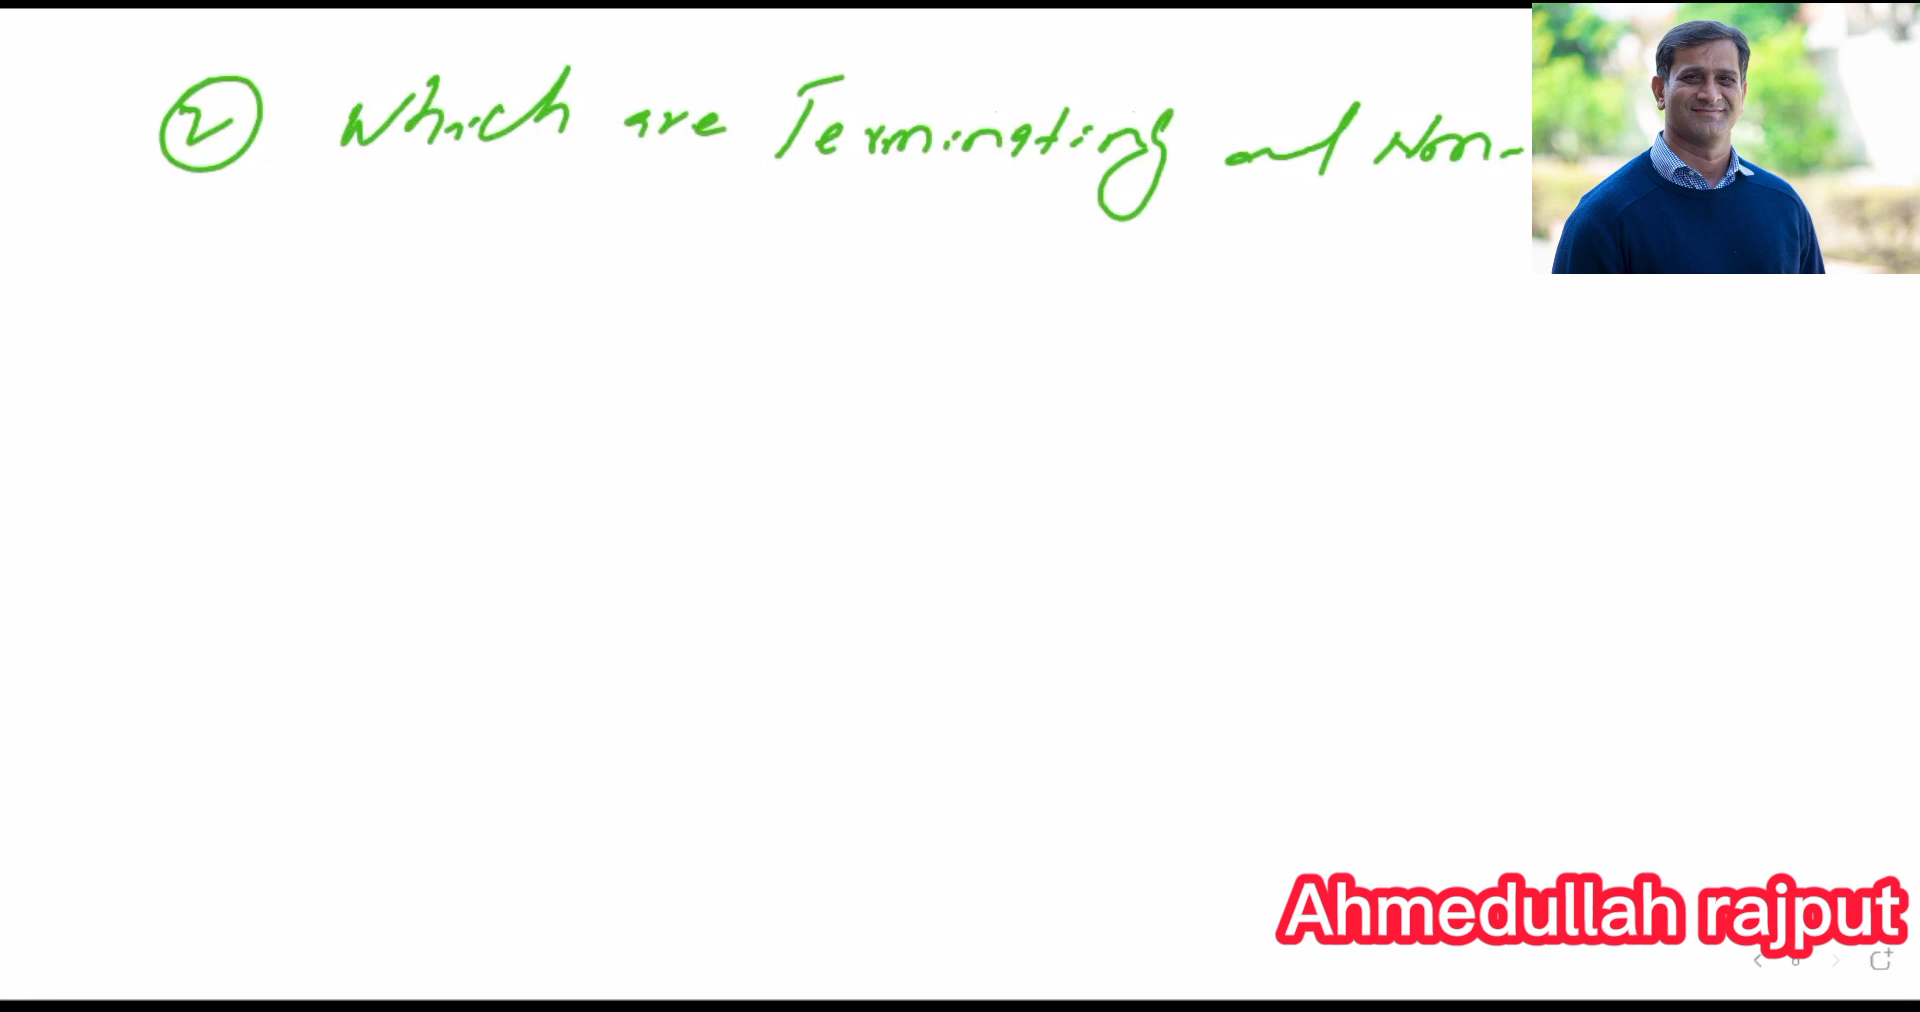 ② Which are Terminating and Non-
Ahmedullah rajput